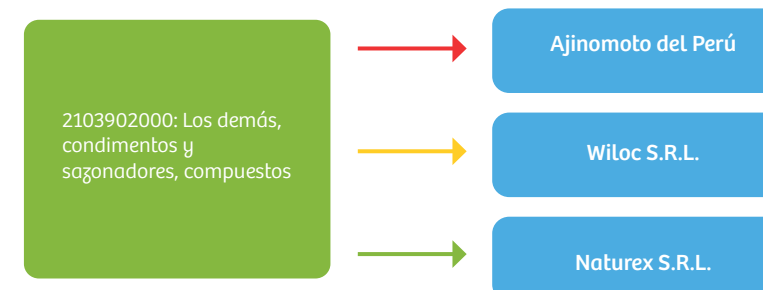 2103902000: Los demás,
condimentos y
sazonadores, compuestos
Ajinomoto del Perú
Wiloc S.R.L.
Naturex S.R.L.